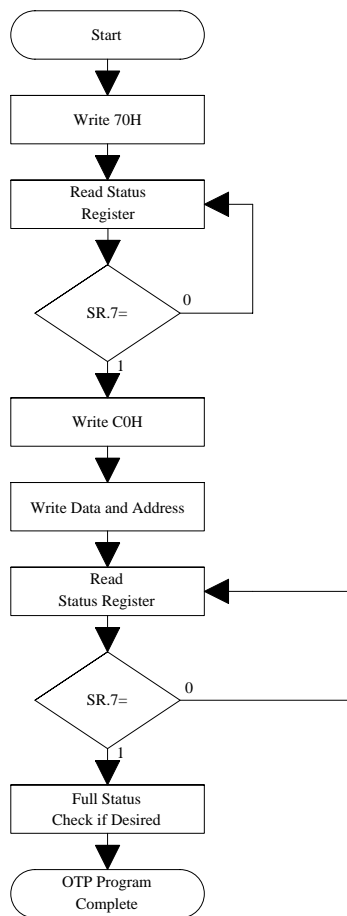 Start
Write 70H
Read Status
Register
SR.7=
0
1
Write C0H
Write Data and Address
Read
Status Register
SR.7=
0
1
Full Status
Check if Desired
OTP Program
Complete